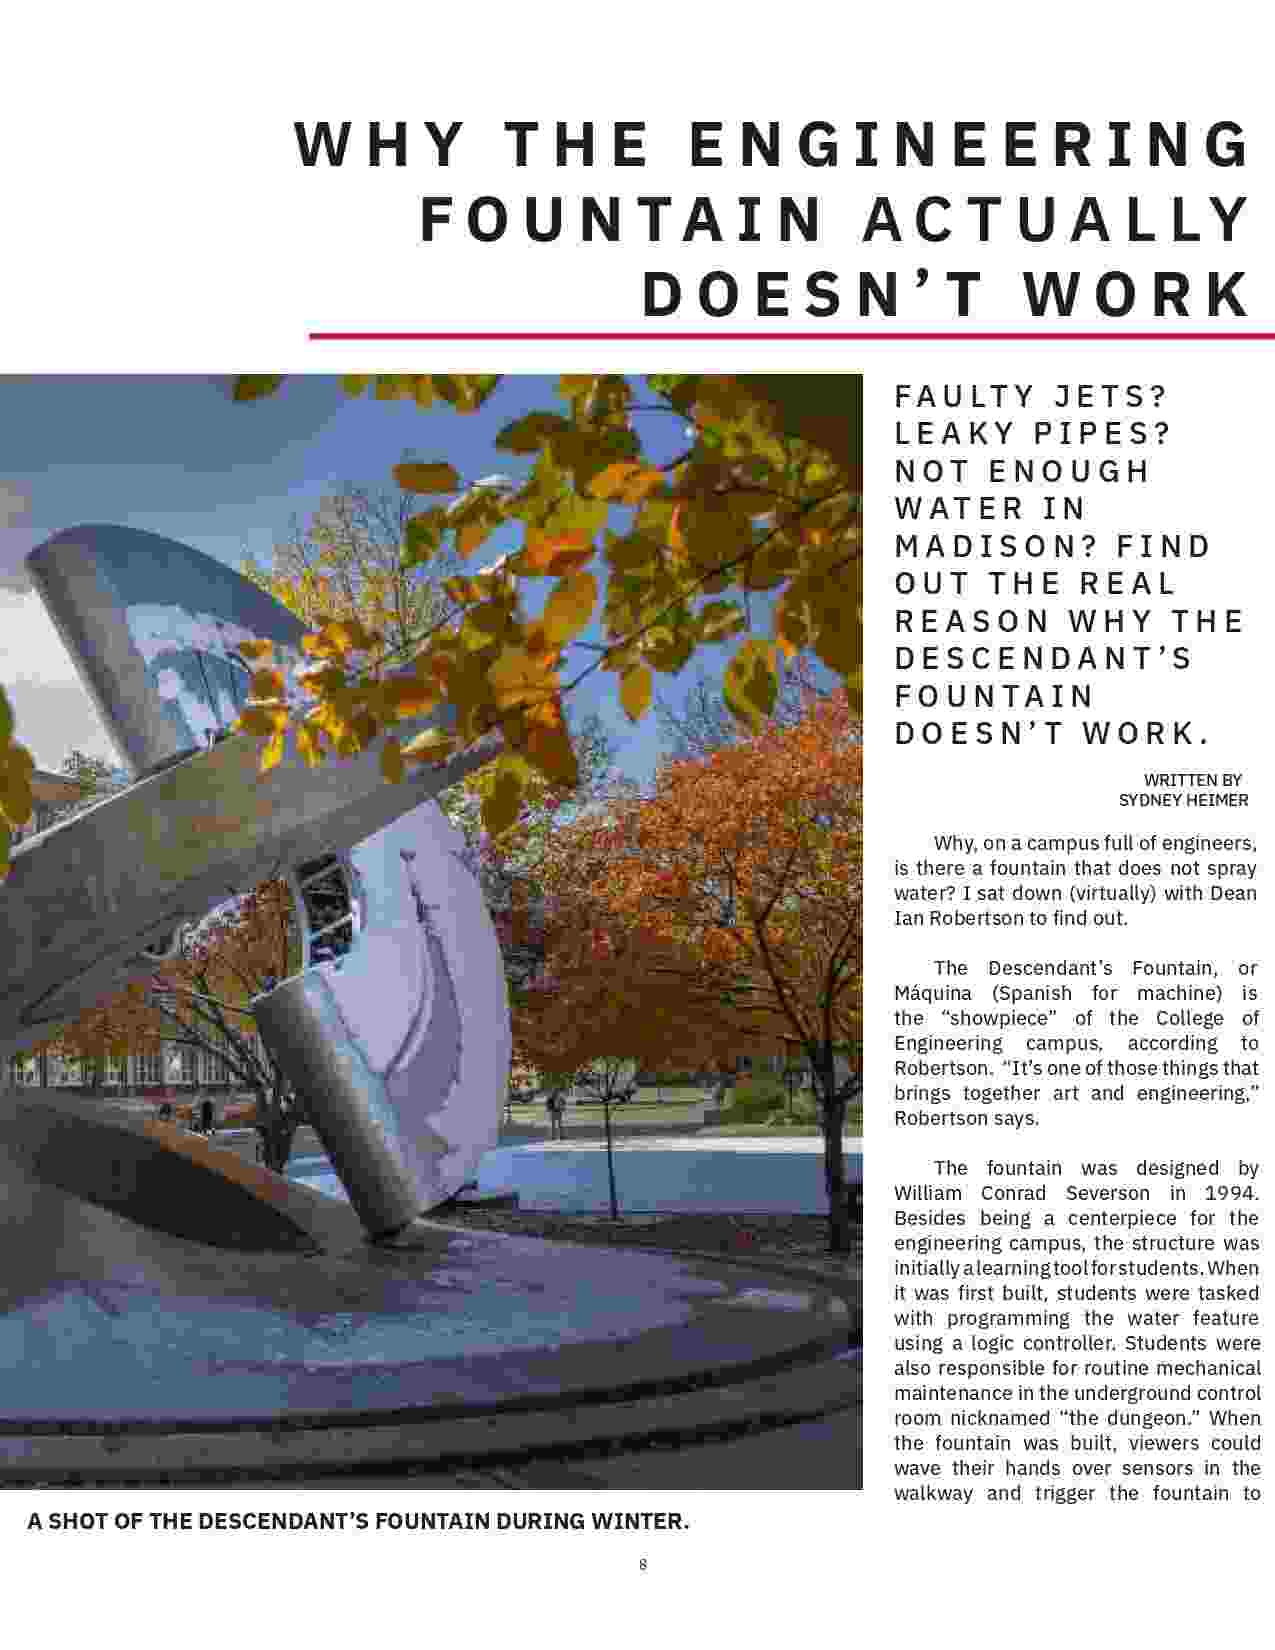 WHY THE ENGINEERING
FOUNTAIN ACTUALLY
DOESN’T WORK
FAULTY JETS?
LEAKY PIPES?
NOT ENOUGH
WATER IN
MADISON? FIND
OUT THE REAL
REASON WHY THE
DESCENDANT’S
FOUNTAIN
DOESN’T WORK.
WRITTEN BY
SYDNEY HEIMER
Why, on a campus full of engineers,
is there a fountain that does not spray
water? I sat down (virtually) with Dean
Ian Robertson to find out.
The Descendant’s Fountain, or
Máquina (Spanish for machine) is
the “showpiece” of the College of
Engineering campus, according to
Robertson. “It’s one of those things that
brings together art and engineering,”
Robertson says.
The fountain was designed by
William Conrad Severson in 1994.
Besides being a centerpiece for the
engineering campus, the structure was
initially a learning tool for students. When
it was first built, students were tasked
with programming the water feature
using a logic controller. Students were
also responsible for routine mechanical
maintenance in the underground control
room nicknamed “the dungeon.” When
the fountain was built, viewers could
wave their hands over sensors in the
walkway and trigger the fountain to
A SHOT OF THE DESCENDANT’S FOUNTAIN DURING WINTER.
8